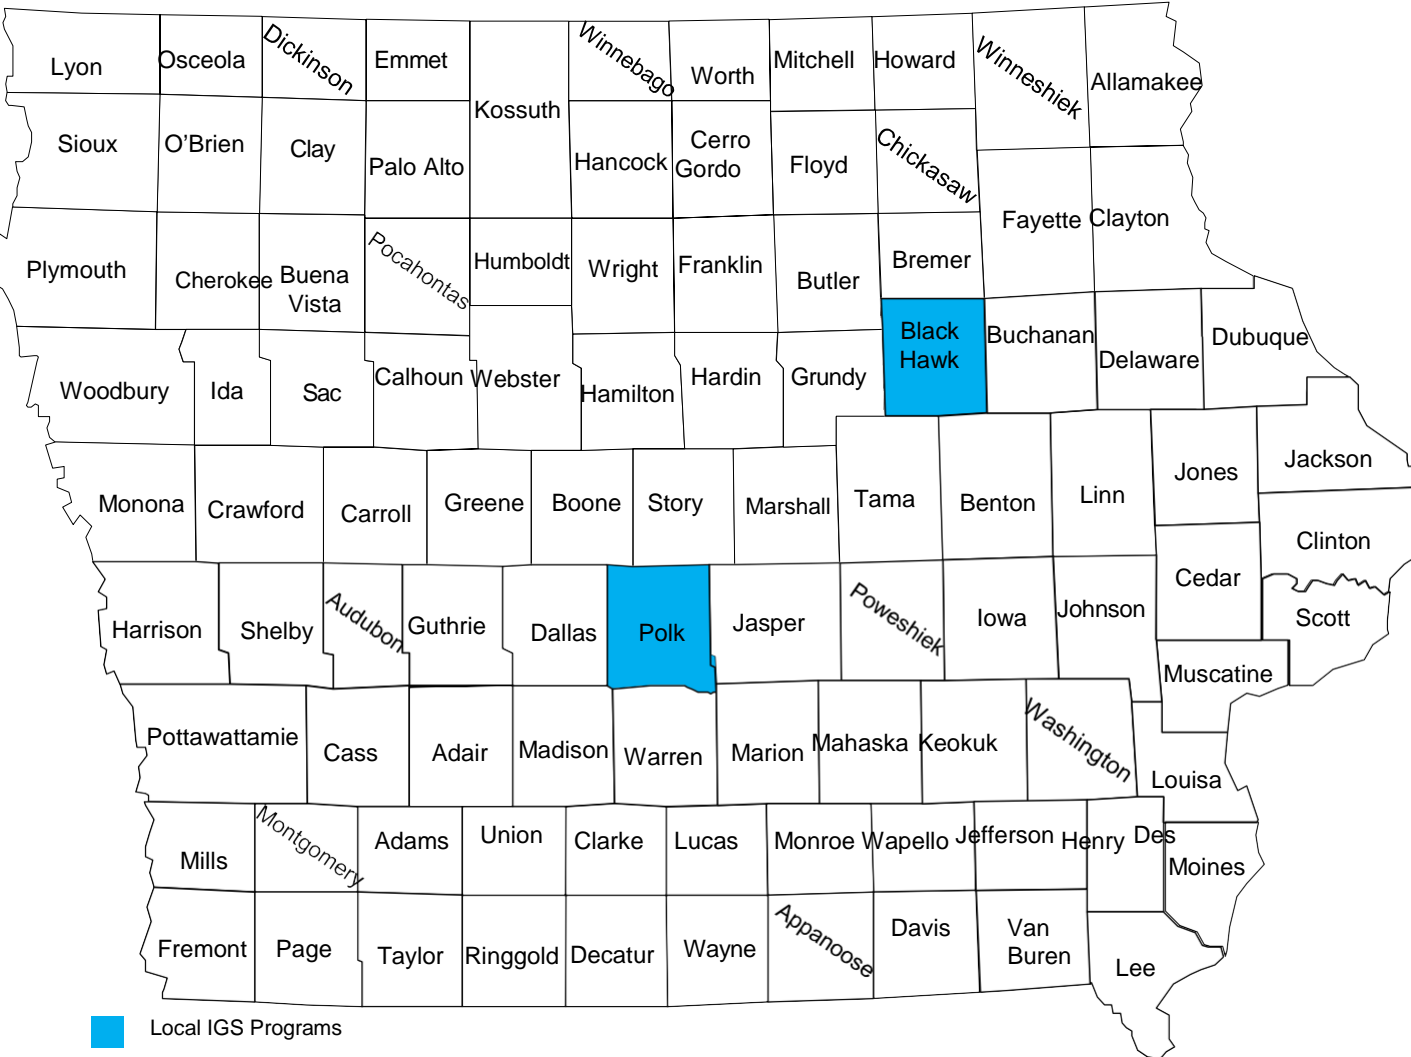 Lyon
Osceola
Dickinson
Emmet
Kossuth
Winnebago
Worth
Mitchell
Howard
Winneshiek
Allamakee
Sioux
O’Brien
Clay
Palo Alto
Hancock
Cerro
Gordo
Floyd
Chickasaw
Fayette
Clayton
Plymouth
Cherokee
Buena
Vista
Pocahontas
Humboldt
Wright
Franklin
Butler
Bremer
Black
Hawk
Buchanan
Delaware
Dubuque
Woodbury
Ida
Sac
Calhoun
Webster
Hamilton
Hardin
Grundy
Monona
Crawford
Carroll
Greene
Boone
Story
Marshall
Tama
Benton
Linn
Jones
Jackson
Clinton
Cedar
Scott
Harrison
Shelby
Audubon
Guthrie
Dallas
Polk
Jasper
Poweshiek
Iowa
Johnson
Muscatine
Pottawattamie
Cass
Adair
Madison
Warren
Marion
Mahaska
Keokuk
Washington
Louisa
Mills
Montgomery
Adams
Union
Clarke
Lucas
Monroe
Wapello
Jefferson
Henry
Des
Moines
Fremont
Page
Taylor
Ringgold
Decatur
Wayne
Appanoose
Davis
Van
Buren
Lee
Local IGS Programs